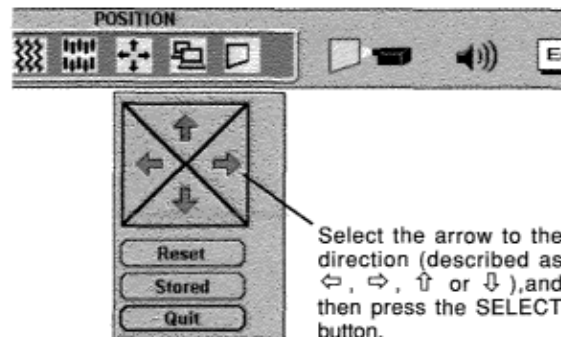 POSITION
E
Select the arrow to the
direction (described as
⇦ , ⇨ , ⇧ or ⇩ ),and
then press the SELECT
button.
Reset
Stored
Quit